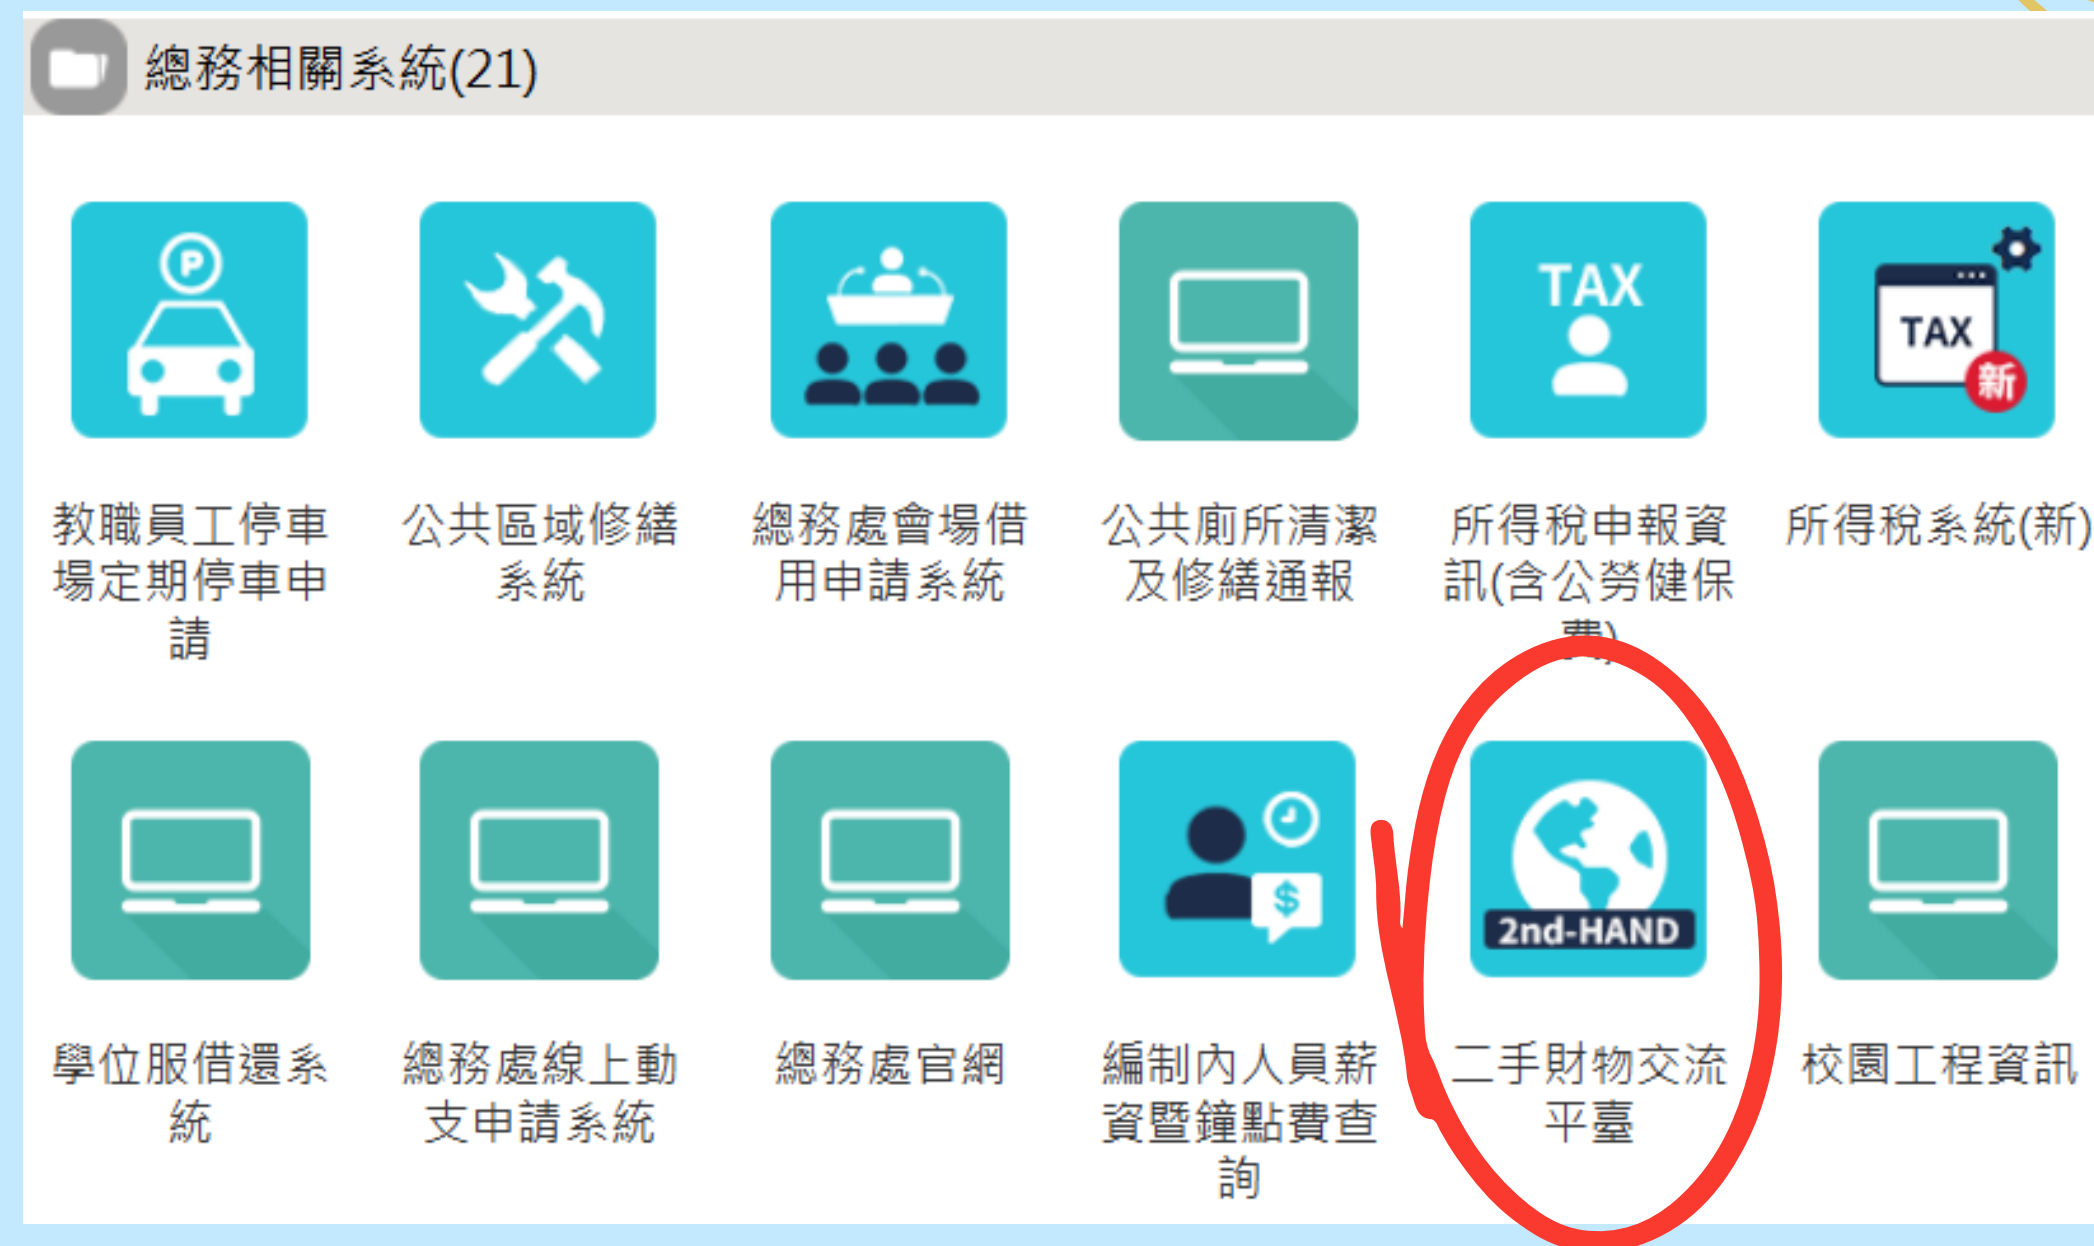 總務相關系統(21)
P
TAX
TAX
新
教職員工停車
場定期停車申
請
公共區域修繕
系統
總務處會場借
用申請系統
公共廁所清潔
及修繕通報
所得稅申報資
訊(含公勞健保
費)
所得稅系統(新)
$
2nd-HAND
學位服借還系
統
總務處線上動
支申請系統
總務處官網
編制內人員薪
資暨鐘點費查
詢
二手財物交流
平臺
校園工程資訊